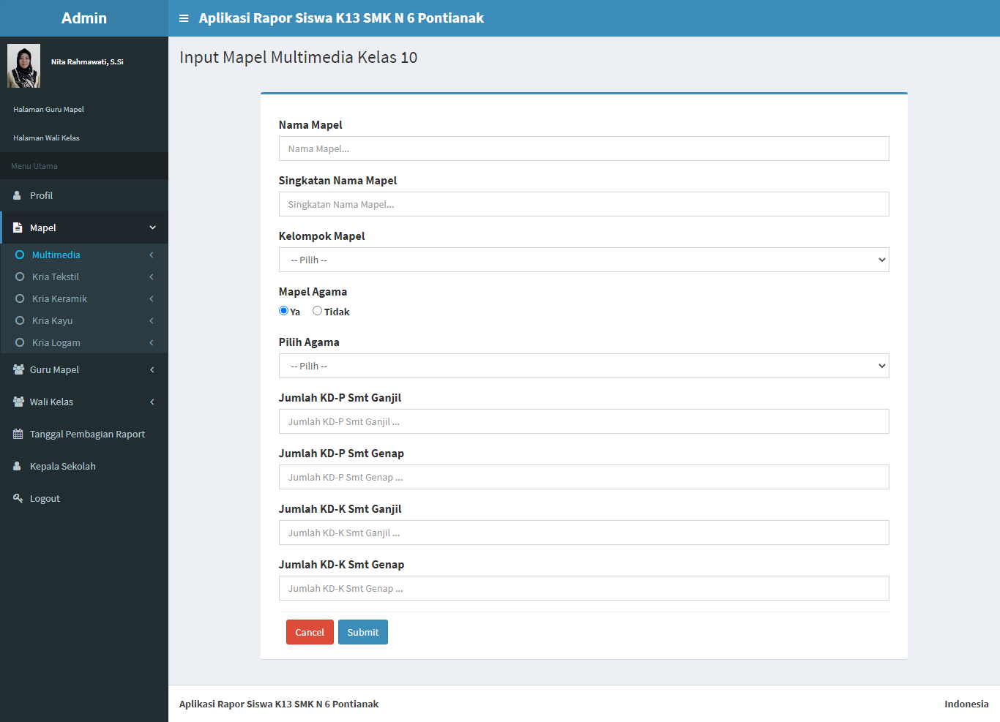 Admin
Aplikasi Rapor Siswa K13 SMK N 6 Pontianak
Nita Rahmawati, S.Si
Halaman Guru Mapel
Halaman Wali Kelas
Menu Utama
Profil
Mapel
Multimedia
Kria Tekstil
Kria Keramik
Kria Kayu
Kria Logam
Guru Mapel
Wali Kelas
Tanggal Pembagian Raport
Kepala Sekolah
Logout
Input Mapel Multimedia Kelas 10
Nama Mapel
Nama Mapel...
Singkatan Nama Mapel
Singkatan Nama Mapel...
Kelompok Mapel
-- Pilih --
Mapel Agama
Ya Tidak
Pilih Agama
-- Pilih --
Jumlah KD-P Smt Ganjil
Jumlah KD-P Smt Ganjil ...
Jumlah KD-P Smt Genap
Jumlah KD-P Smt Genap ...
Jumlah KD-K Smt Ganjil
Jumlah KD-K Smt Ganjil ...
Jumlah KD-K Smt Genap
Jumlah KD-K Smt Genap ...
Cancel Submit
Aplikasi Rapor Siswa K13 SMK N 6 Pontianak Indonesia